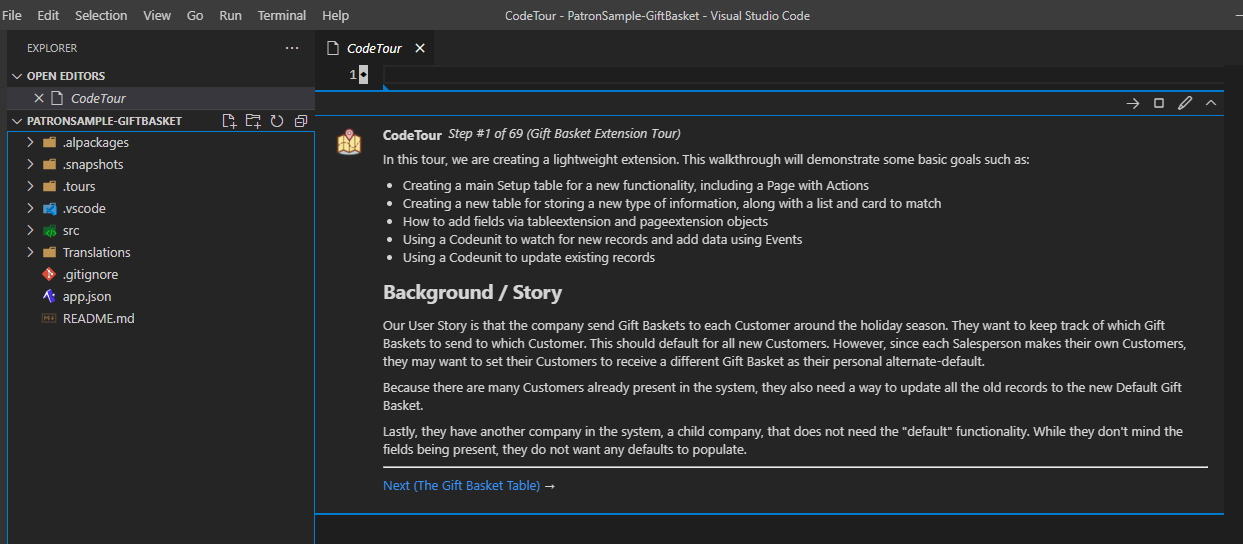 File Edit Selection View Go Run Terminal Help CodeTour - PatronSample-GiftBasket - Visual Studio Code
EXPLORER ...
OPEN EDITORS
CodeTour
PATRONSAMPLE-GIFTBASKET
.alpackages
.snapshots
.tours
.vscode
src
Translations
.gitignore
app.json
README.md
CodeTour
1
CodeTour Step #1 of 69 (Gift Basket Extension Tour)
In this tour, we are creating a lightweight extension. This walkthrough will demonstrate some basic goals such as:
• Creating a main Setup table for a new functionality, including a Page with Actions
• Creating a new table for storing a new type of information, along with a list and card to match
• How to add fields via tableextension and pageextension objects
• Using a Codeunit to watch for new records and add data using Events
• Using a Codeunit to update existing records
Background / Story
Our User Story is that the company send Gift Baskets to each Customer around the holiday season. They want to keep track of which Gift
Baskets to send to which Customer. This should default for all new Customers. However, since each Salesperson makes their own Customers,
they may want to set their Customers to receive a different Gift Basket as their personal alternate-default.
Because there are many Customers already present in the system, they also need a way to update all the old records to the new Default Gift
Basket.
Lastly, they have another company in the system, a child company, that does not need the "default" functionality. While they don't mind the
fields being present, they do not want any defaults to populate.
Next (The Gift Basket Table) →